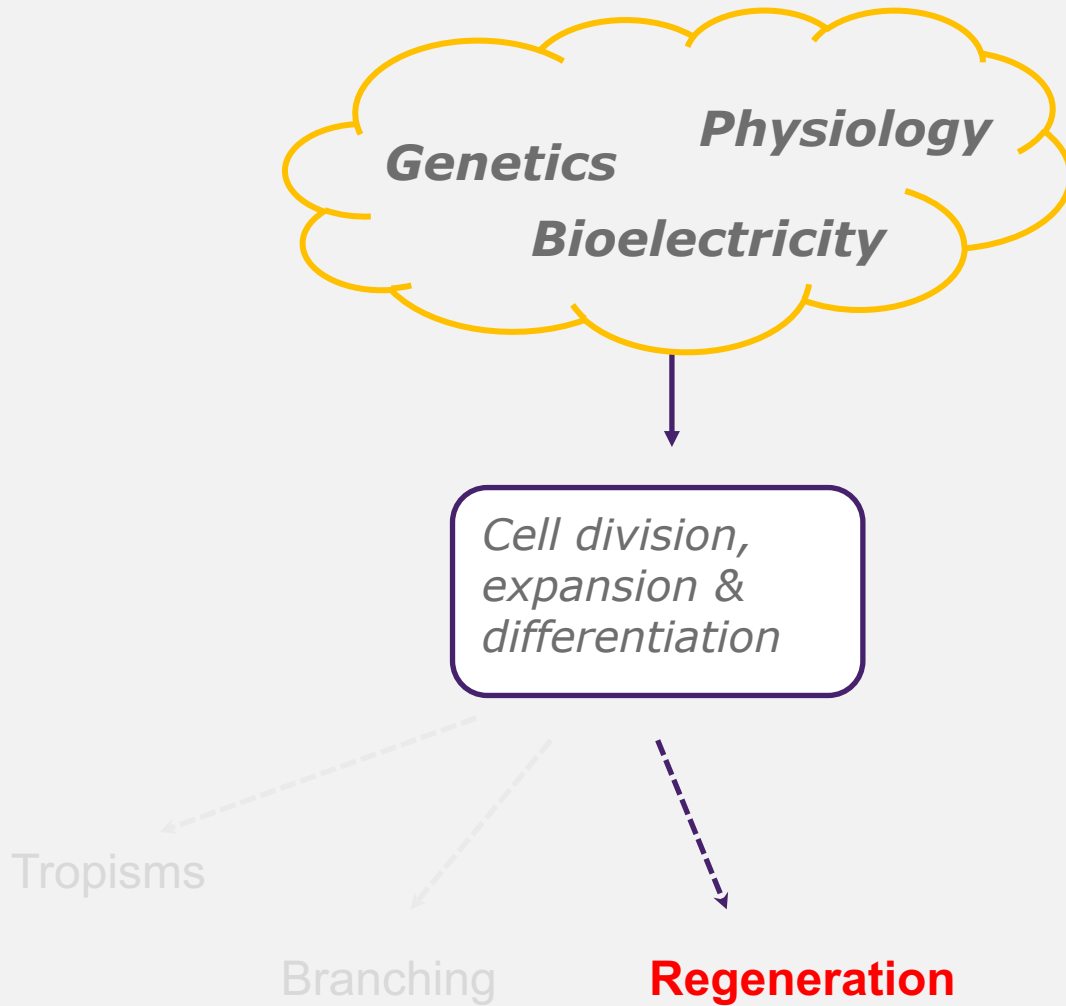 Physiology
Genetics
Bioelectricity
Cell division,
expansion &
differentiation
Tropisms
Branching
Regeneration